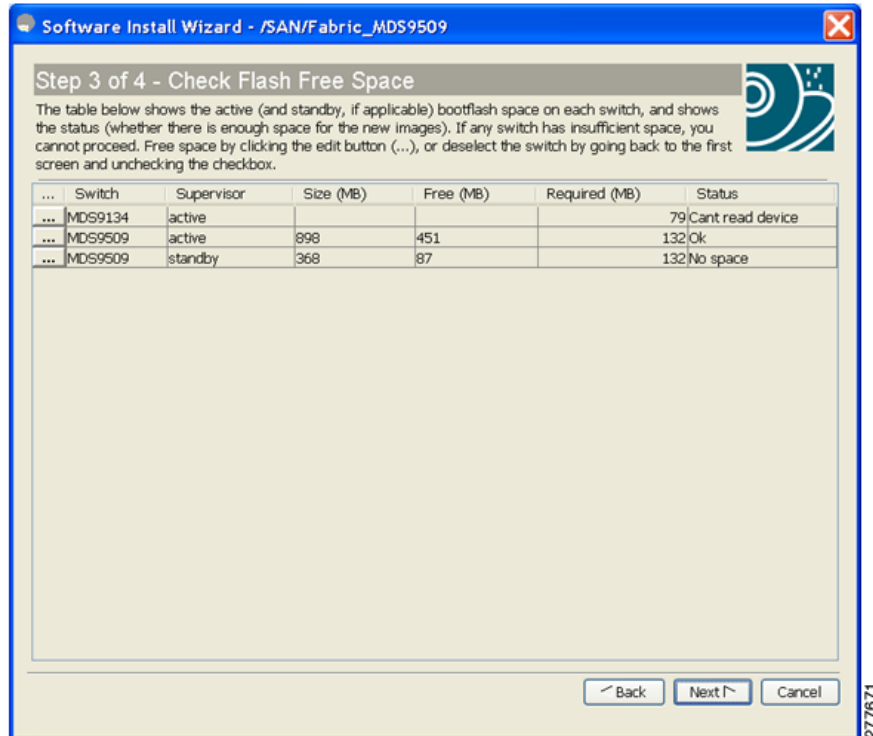 Software Install Wizard - /SAN/Fabric_MDS9509
Step 3 of 4 - Check Flash Free Space
The table below shows the active (and standby, if applicable) bootflash space on each switch, and shows
the status (whether there is enough space for the new images). If any switch has insufficient space, you
cannot proceed. Free space by clicking the edit button (...), or deselect the switch by going back to the first
screen and unchecking the checkbox.
... Switch Supervisor Size (MB) Free (MB) Required (MB) Status
... MDS9134 active 79 Cant read device
... MDS9509 active 898 451 132 Ok
... MDS9509 standby 368 87 132 No space
Back Next Cancel
277671